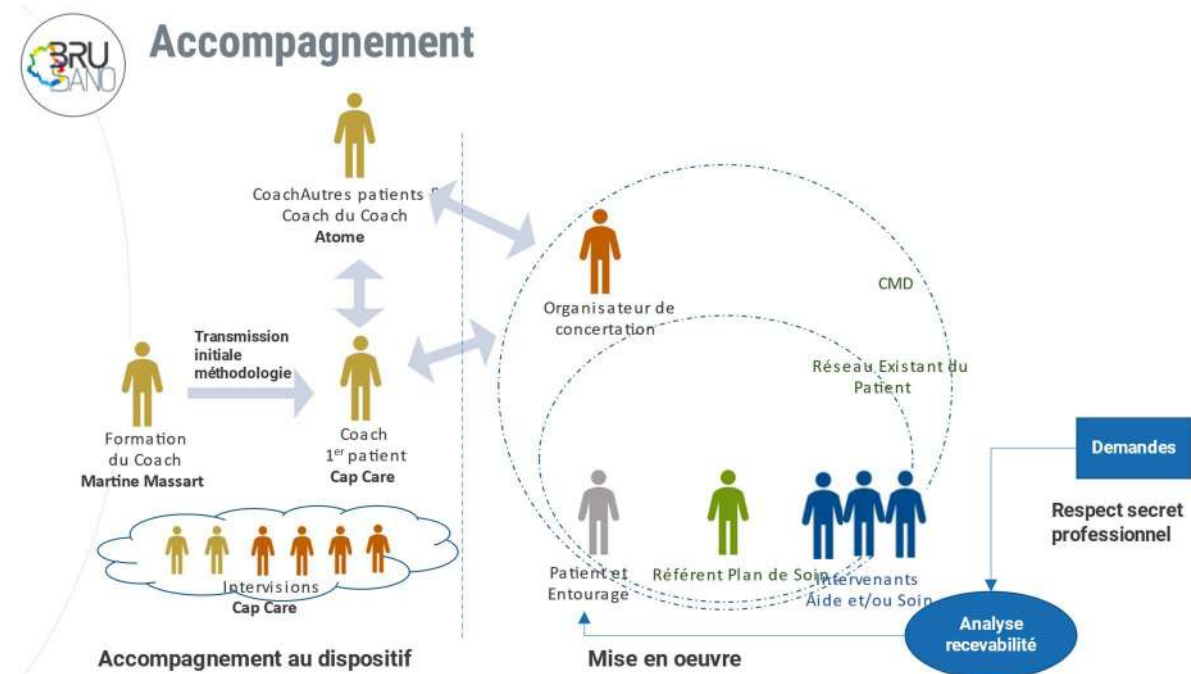 BRU
SANO
Accompagnement
CoachAutres patients
Coach du Coach
Atome
Organisateur de
concertation
CMD
Réseau Existant du
Patient
Transmission
initiale
méthodologie
Formation
du Coach
Martine Massart
Coach
1er patient
Cap Care
Intervisions
Cap Care
Patient et
Entourage
Référent Plan de Soin
Intervenants
Aide et/ou Soin
Demandes
Respect secret
professionnel
Analyse
recevabilité
Accompagnement au dispositif
Mise en oeuvre